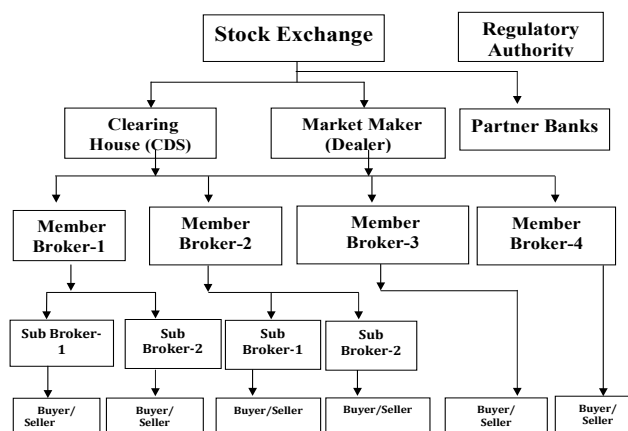 Stock Exchange
Regulatory
Authority
Clearing
House (CDS)
Market Maker
(Dealer)
Partner Banks
Member
Broker-1
Member
Broker-2
Member
Broker-3
Member
Broker-4
Sub Broker-
1
Sub
Broker-2
Sub
Broker-1
Sub
Broker-2
Buyer/
Seller
Buyer/
Seller
Buyer/Seller
Buyer/Seller
Buyer/
Seller
Buyer/
Seller